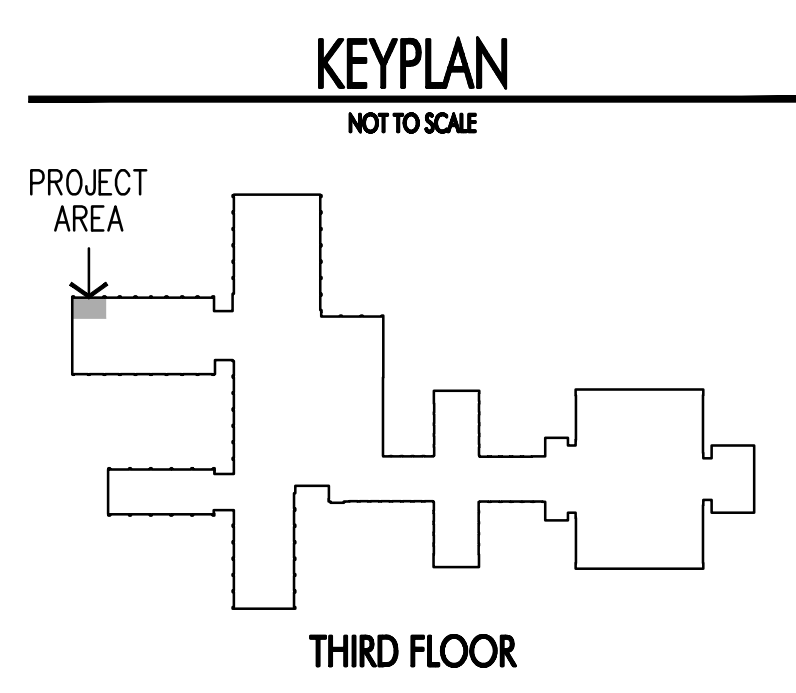 KEYPLAN
NOT TO SCALE
PROJECT
AREA
THIRD FLOOR